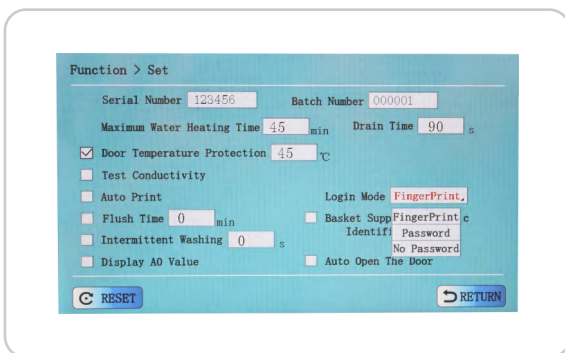 Function > Set
Serial Number 123456 Batch Number 000001
Maximum Water Heating Time 45 min Drain Time 90 s
Door Temperature Protection 45 ℃
Test Conductivity
Auto Print Login Mode FingerPrint
Flush Time 0 min Basket Supp FingerPrint c
Intermittent Washing 0 s Identifi Password
No Password
Display AO Value Auto Open The Door
RESET RETURN